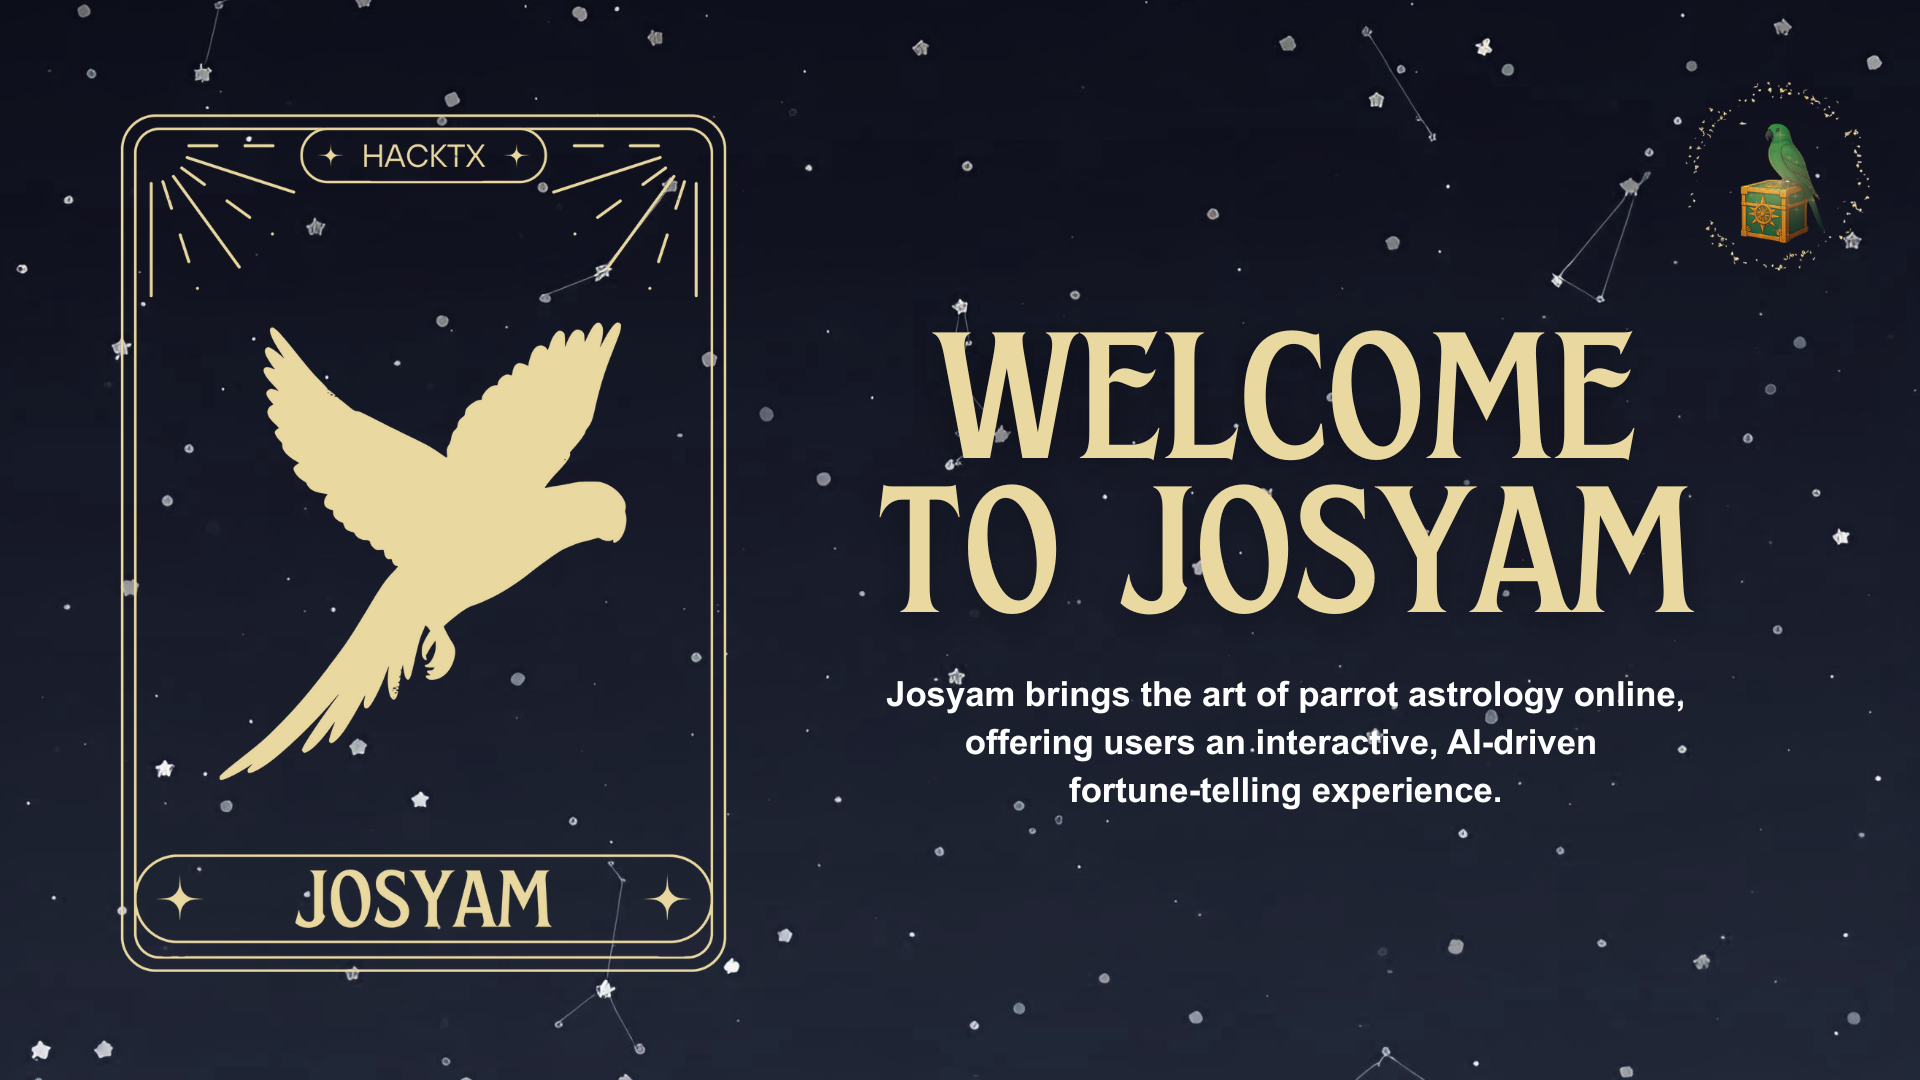 HACKTX
JOSYAM
WELCOME
TO JOSYAM
Josyam brings the art of parrot astrology online,
offering users an interactive, AI-driven
fortune-telling experience.